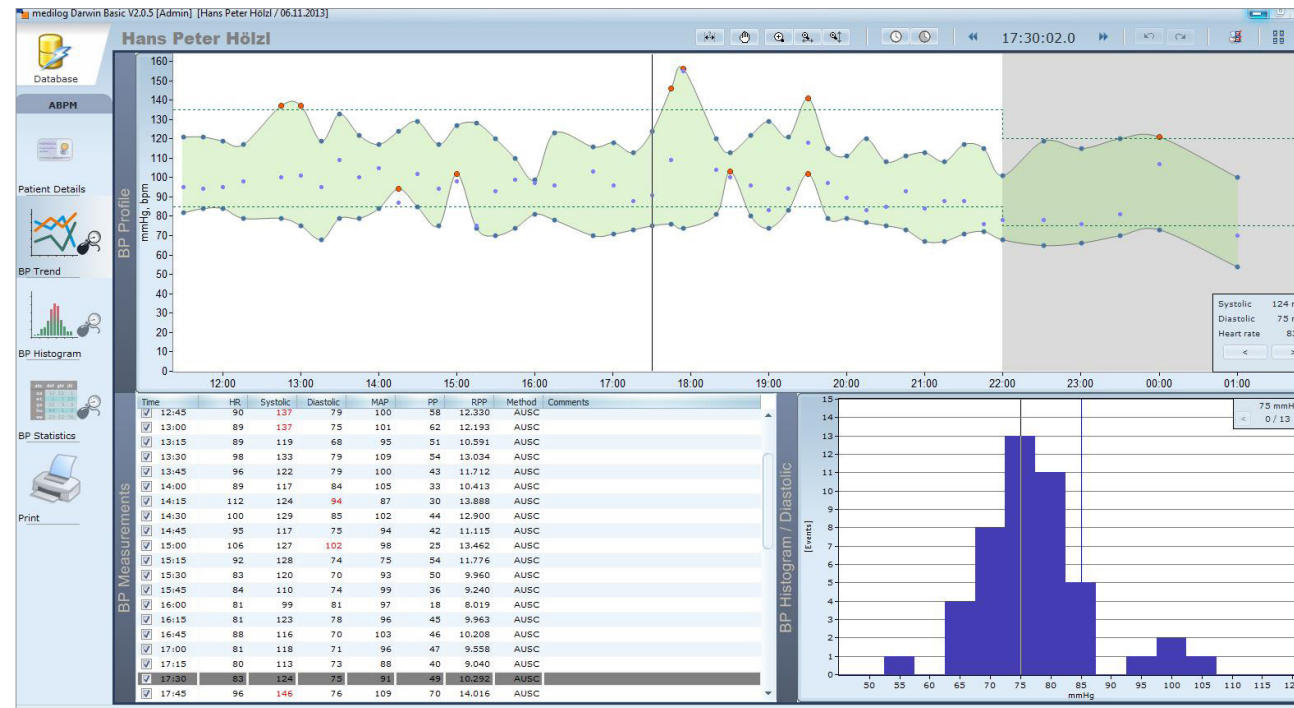 medilog Darwin Basic V2.0.5 [Admin] [Hans Peter Hölzl / 06.11.2013]
Hans Peter Hölzl
17:30:02.0
Database
ABPM
Patient Details
BP Trend
BP Histogram
BP Statistics
Print
BP Profile
mmHg, bpm
160
150
140
130
120
110
100
90
80
70
60
50
40
30
20
10
0
12:00 13:00 14:00 15:00 16:00 17:00 18:00 19:00 20:00 21:00 22:00 23:00 00:00 01:00
Systolic 124
Diastolic 75
Heart rate 83
< >
BP Measurements
Time HR Systolic Diastolic MAP PP RPP Method Comments
12:45 90 137 79 100 58 12.330 AUSC
13:00 89 137 75 101 62 12.193 AUSC
13:15 89 119 68 95 51 10.591 AUSC
13:30 98 133 79 109 54 13.034 AUSC
13:45 96 122 79 100 43 11.712 AUSC
14:00 89 117 84 105 33 10.413 AUSC
14:15 112 124 94 87 30 13.888 AUSC
14:30 100 129 85 102 44 12.900 AUSC
14:45 95 117 75 94 42 11.115 AUSC
15:00 106 127 102 98 25 13.462 AUSC
15:15 92 128 74 75 54 11.776 AUSC
15:30 83 120 70 93 50 9.960 AUSC
15:45 84 110 74 99 36 9.240 AUSC
16:00 81 99 81 97 18 8.019 AUSC
16:15 81 123 78 96 45 9.963 AUSC
16:45 88 116 70 103 46 10.208 AUSC
17:00 81 118 71 96 47 9.558 AUSC
17:15 80 113 73 88 40 9.040 AUSC
17:30 83 124 75 91 49 10.292 AUSC
17:45 96 146 76 109 70 14.016 AUSC
BP Histogram / Diastolic
[Events]
15
14
13
12
11
10
9
8
7
6
5
4
3
2
1
0
75 mmH
< 0 / 13
50 55 60 65 70 75 80 85 90 95 100 105 110 115 12
mmHg